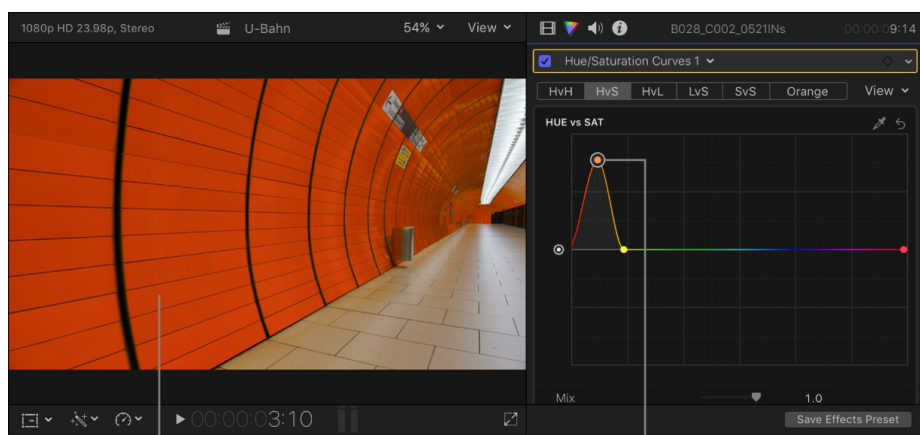 1080p HD 23.98p, Stereo
U-Bahn
54%
View
B028_C002_0521INs
00:00:09:14
Hue/Saturation Curves 1
HvH
HvS
HvL
LvS
SvS
Orange
View
HUE vs SAT
Mix
1.0
00:00:03:10
Save Effects Preset